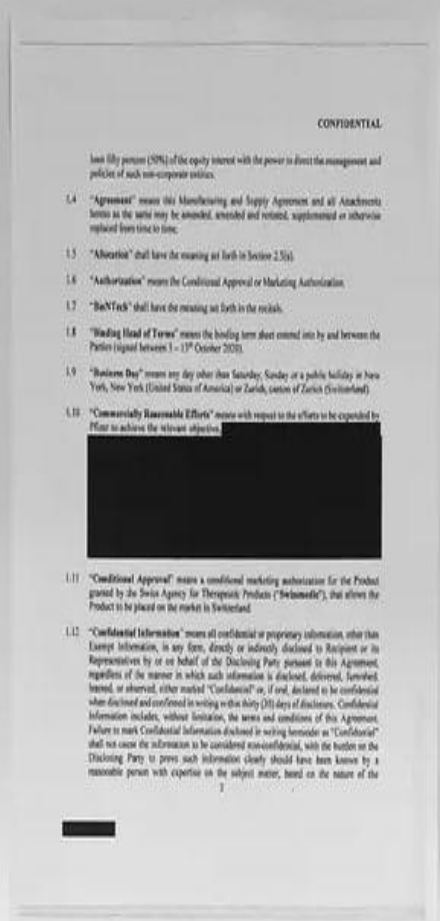 CONFIDENTIAL
least fifty percent (50%) of the equity interest with the power to direct the management and
policies of such non-corporate entities.
1.4 "Agreement" means this Manufacturing and Supply Agreement and all Attachments
hereto as the same may be amended, amended and restated, supplemented or otherwise
replaced from time to time.
1.5 "Allocation" shall have the meaning set forth in Section 2.5(a).
1.6 "Authorization" means the Conditional Approval or Marketing Authorization.
1.7 "BioNTech" shall have the meaning set forth in the recitals.
1.8 "Binding Head of Terms" means the binding term sheet entered into by and between the
Parties (signed between 5 – 13th October 2020).
1.9 "Business Day" means any day other than Saturday, Sunday or a public holiday in New
York, New York (United States of America) or Zurich, canton of Zurich (Switzerland).
1.10 "Commercially Reasonable Efforts" means with respect to the efforts to be expended by
Pfizer to achieve the relevant objective,
1.11 "Conditional Approval" means a conditional marketing authorization for the Product
granted by the Swiss Agency for Therapeutic Products ("Swissmedic"), that allows the
Product to be placed on the market in Switzerland.
1.12 "Confidential Information" means all confidential or proprietary information, other than
Exempt Information, in any form, directly or indirectly disclosed to Recipient or its
Representatives by or on behalf of the Disclosing Party pursuant to this Agreement,
regardless of the manner in which such information is disclosed, delivered, furnished,
learned, or observed, either marked "Confidential" or, if oral, declared to be confidential
when disclosed and confirmed in writing within thirty (30) days of disclosure. Confidential
Information includes, without limitation, the terms and conditions of this Agreement.
Failure to mark Confidential Information disclosed in writing hereunder as "Confidential"
shall not cause the information to be considered non-confidential, with the burden on the
Disclosing Party to prove such information clearly should have been known by a
reasonable person with expertise on the subject matter, based on the nature of the